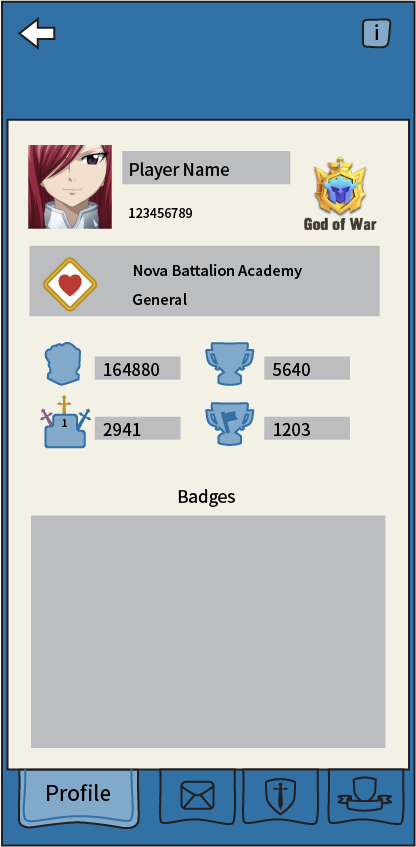 i
Player Name
123456789
God of War
Nova Battalion Academy
General
164880
5640
1
2941
1203
Badges
Profile